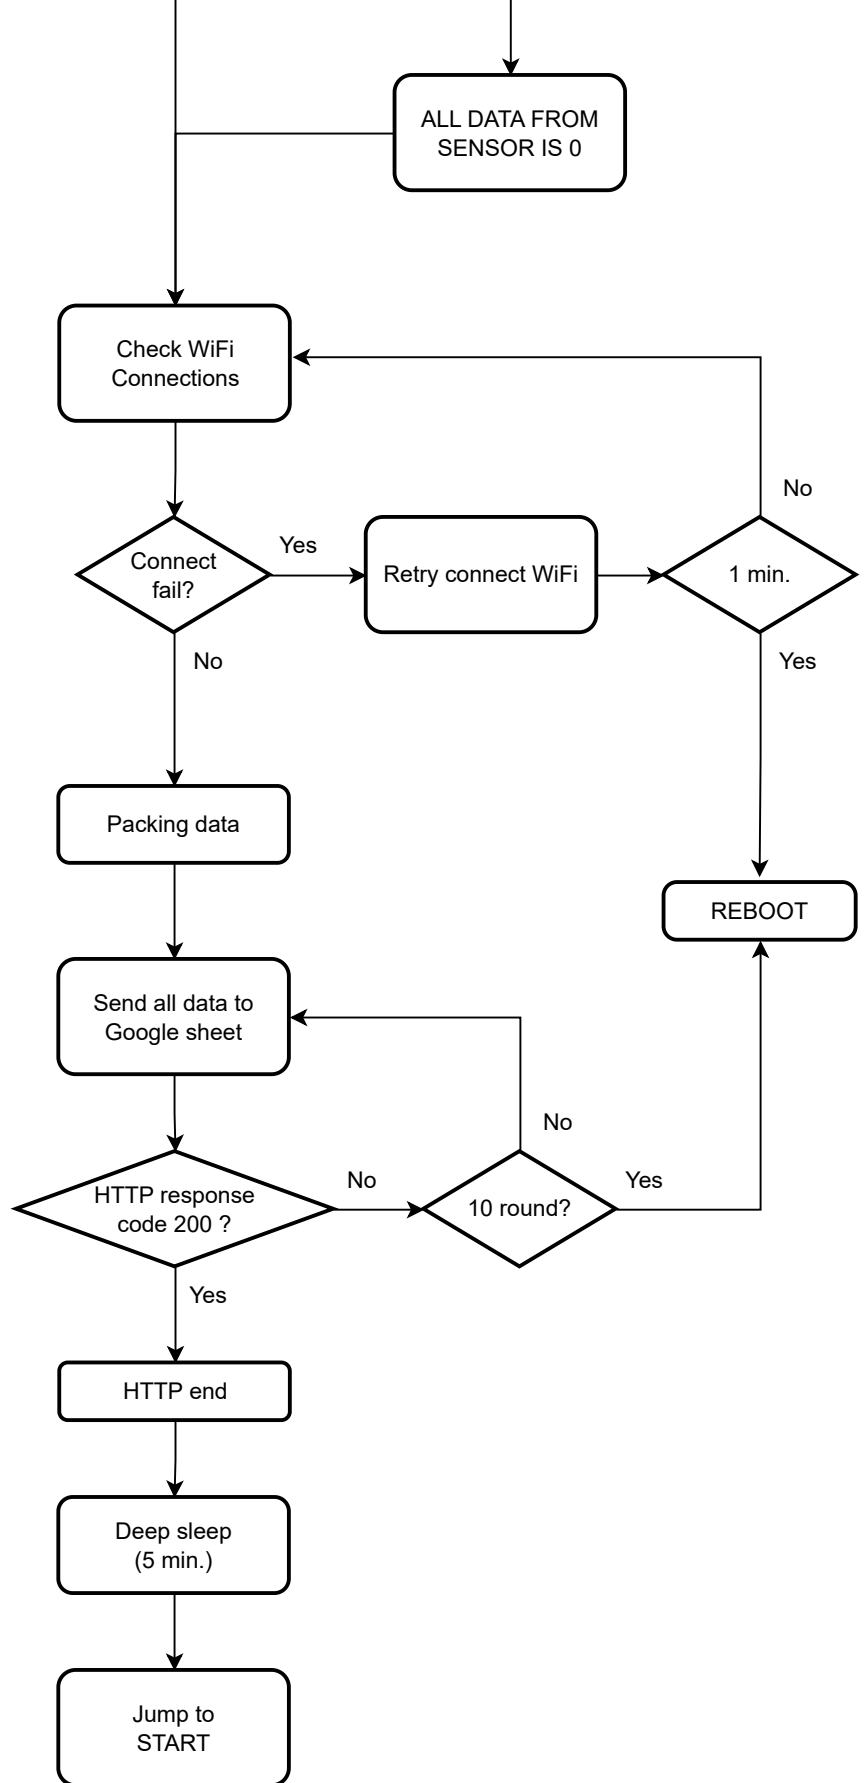 ALL DATA FROM
SENSOR IS 0
Check WiFi
Connections
No
Connect
fail?
Yes
Retry connect WiFi
1 min.
No
Yes
Packing data
REBOOT
Send all data to
Google sheet
No
HTTP response
code 200 ?
No
10 round?
Yes
Yes
HTTP end
Deep sleep
(5 min.)
Jump to
START